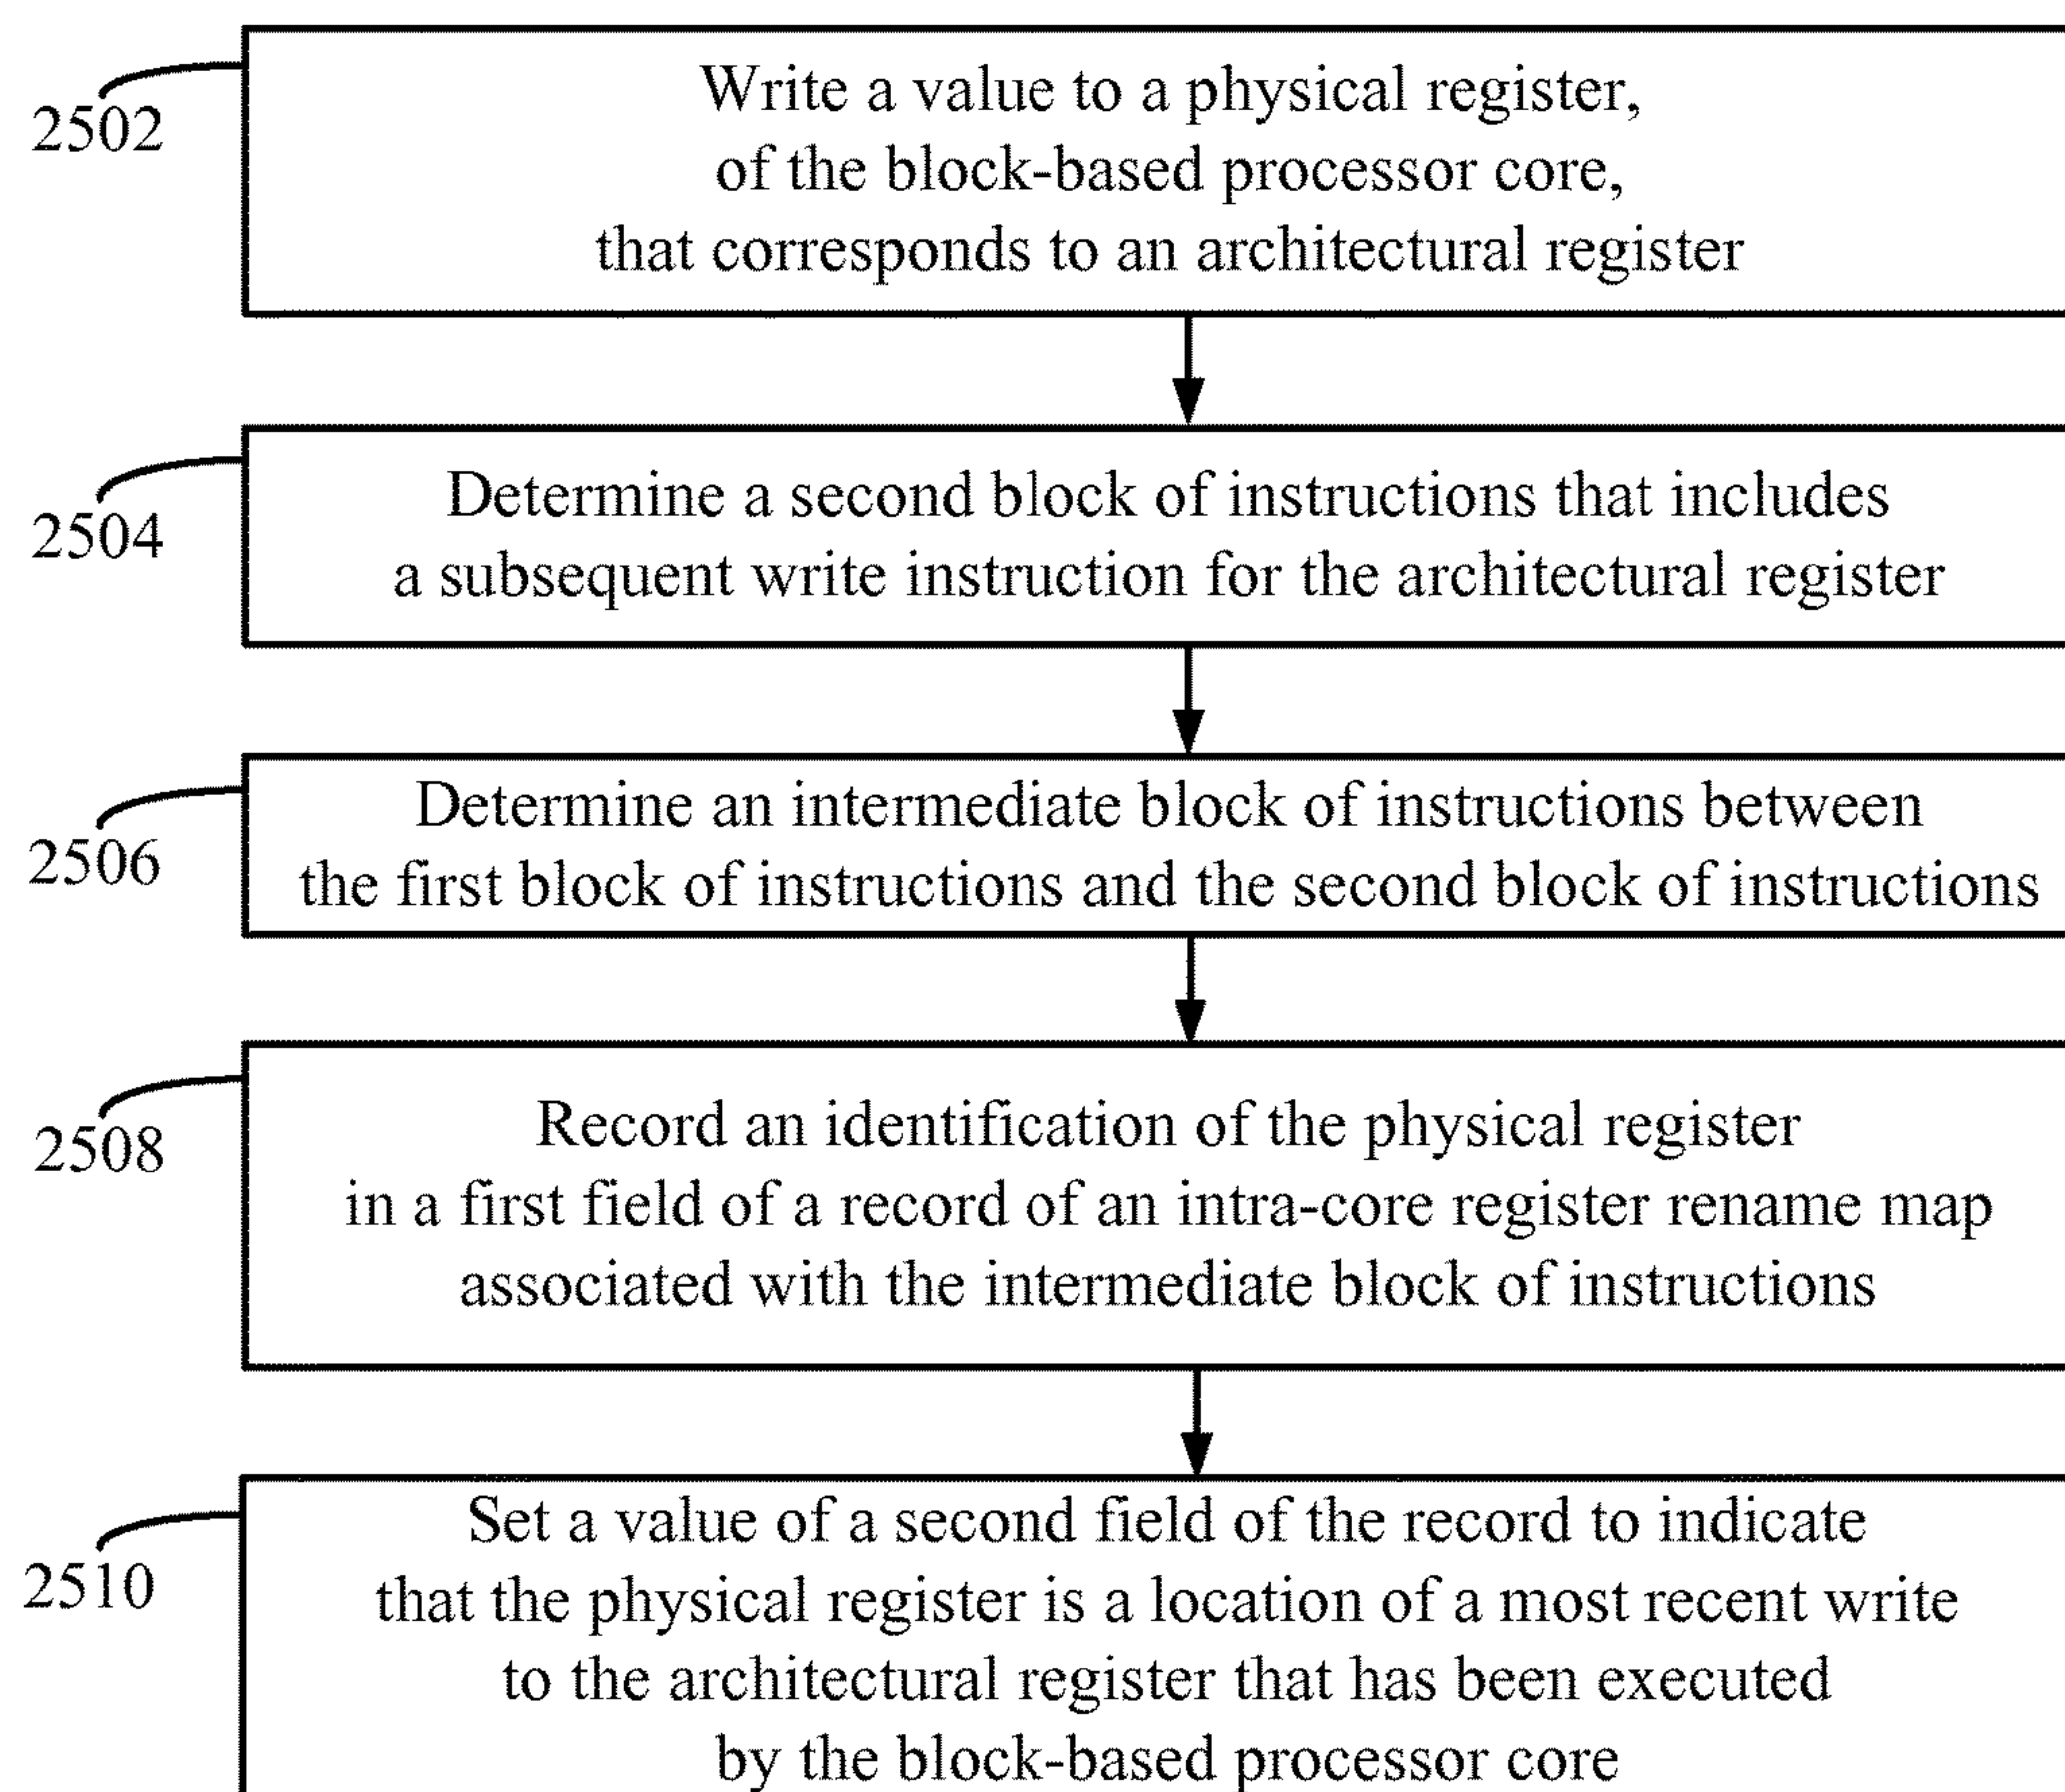 2502
Write a value to a physical register,
of the block-based processor core,
that corresponds to an architectural register
2504
Determine a second block of instructions that includes
a subsequent write instruction for the architectural register
2506
Determine an intermediate block of instructions between
the first block of instructions and the second block of instructions
2508
Record an identification of the physical register
in a first field of a record of an intra-core register rename map
associated with the intermediate block of instructions
2510
Set a value of a second field of the record to indicate
that the physical register is a location of a most recent write
to the architectural register that has been executed
by the block-based processor core